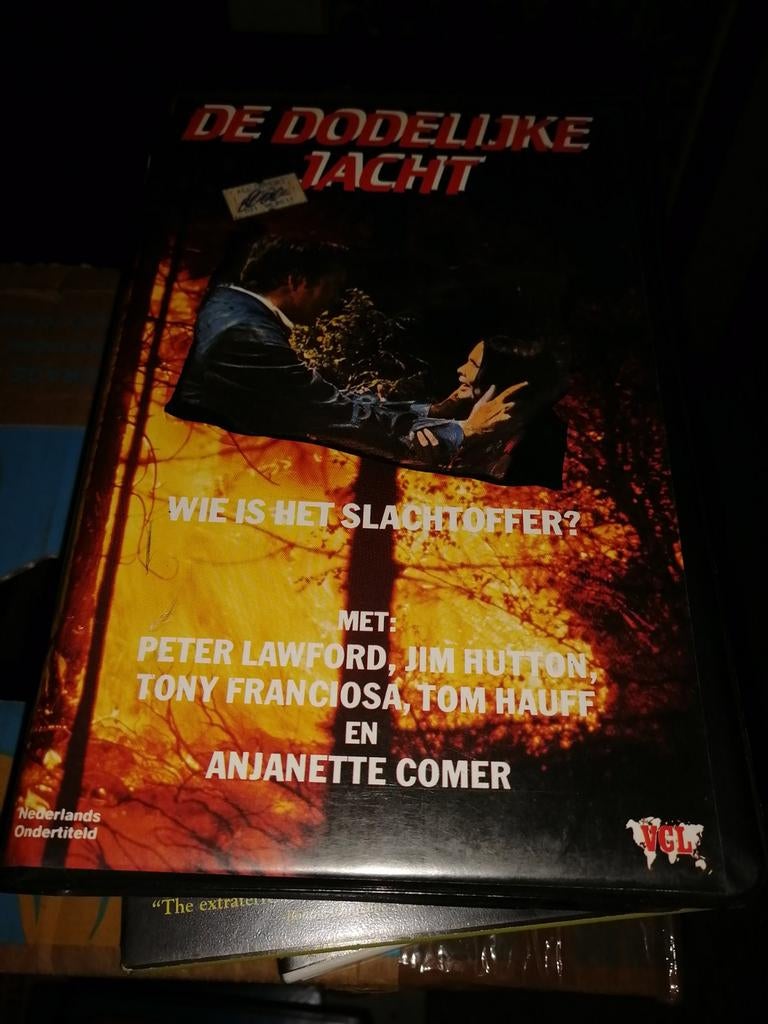 DE DODELIJKE
JACHT
WIE IS HET SLACHTOFFER?
MET:
PETER LAWFORD, JIM HUTTON,
TONY FRANCIOSA, TOM HAUFF
EN
ANJANETTE COMER
Nederlands
Ondertiteld
VCL
"The